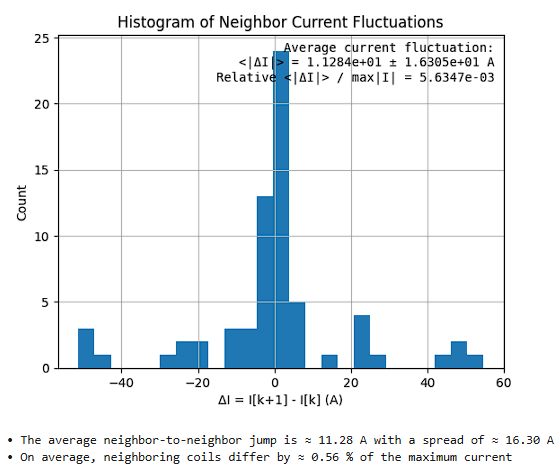 Histogram of Neighbor Current Fluctuations
Average current fluctuation:
<|ΔI|> = 1.1284e+01 ± 1.6305e+01 A
Relative <|ΔI|> / max|I| = 5.6347e-03
25
20
15
10
5
0
Count
−40
−20
0
20
40
60
ΔI = I[k+1] - I[k] (A)
• The average neighbor-to-neighbor jump is ≈ 11.28 A with a spread of ≈ 16.30 A
• On average, neighboring coils differ by ≈ 0.56 % of the maximum current